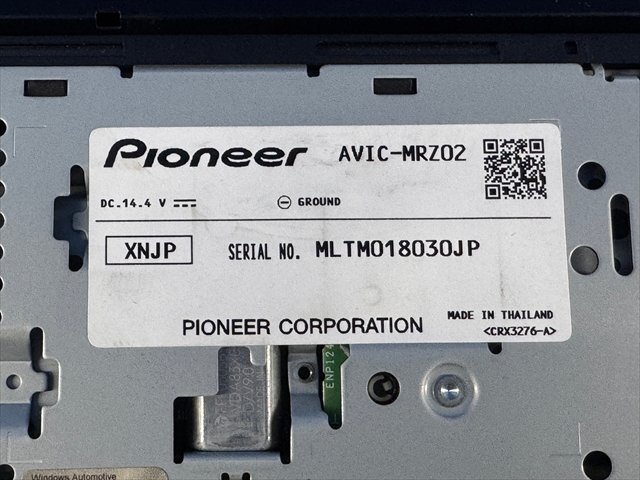 Pioneer AVIC-MRZ02
DC.14.4 V ⎓ ⊖ GROUND
XNJP SERIAL NO. MLTM018030JP
PIONEER CORPORATION
MADE IN THAILAND
<CRX3276-A>
ENP124
Windows Automotive